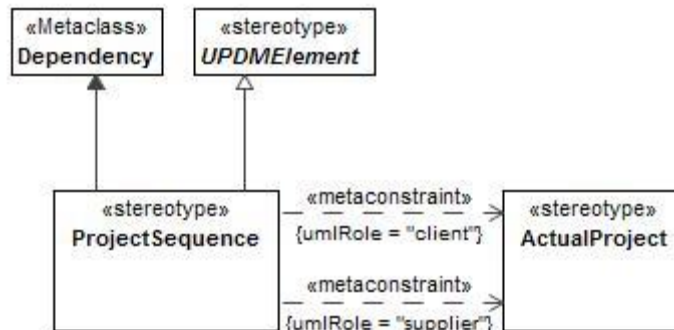 «Metaclass»
Dependency
«stereotype»
UPDMElement
«stereotype»
ProjectSequence
«metaconstraint»
{umlRole = "client"}
«metaconstraint»
{umlRole = "supplier"}
«stereotype»
ActualProject